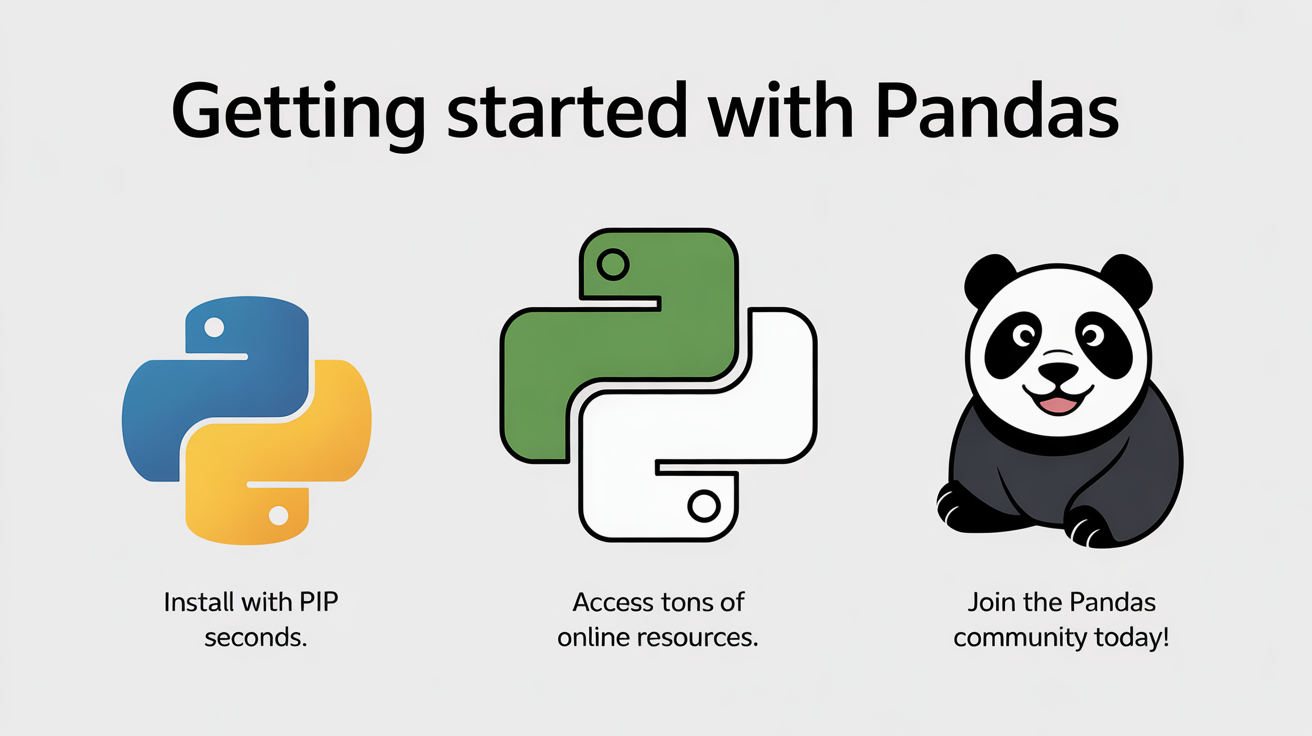 Getting started with Pandas
Install with PIP
seconds.
Access tons of
online resources.
Join the Pandas
community today!